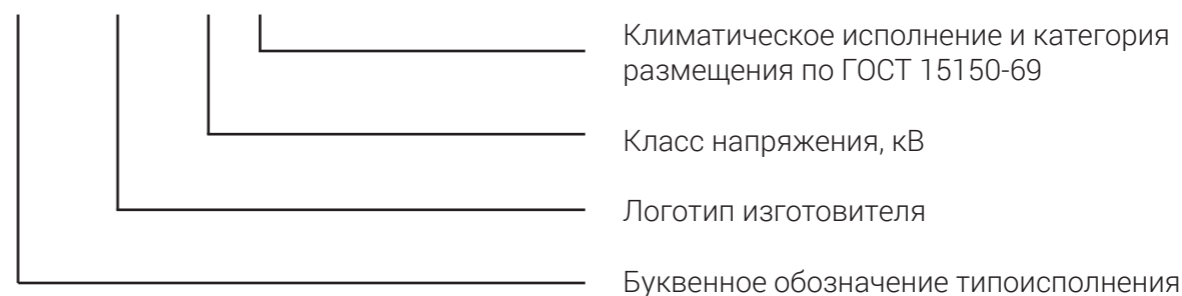 Климатическое исполнение и категория
размещения по ГОСТ 15150-69
Класс напряжения, кВ
Логотип изготовителя
Буквенное обозначение типоисполнения